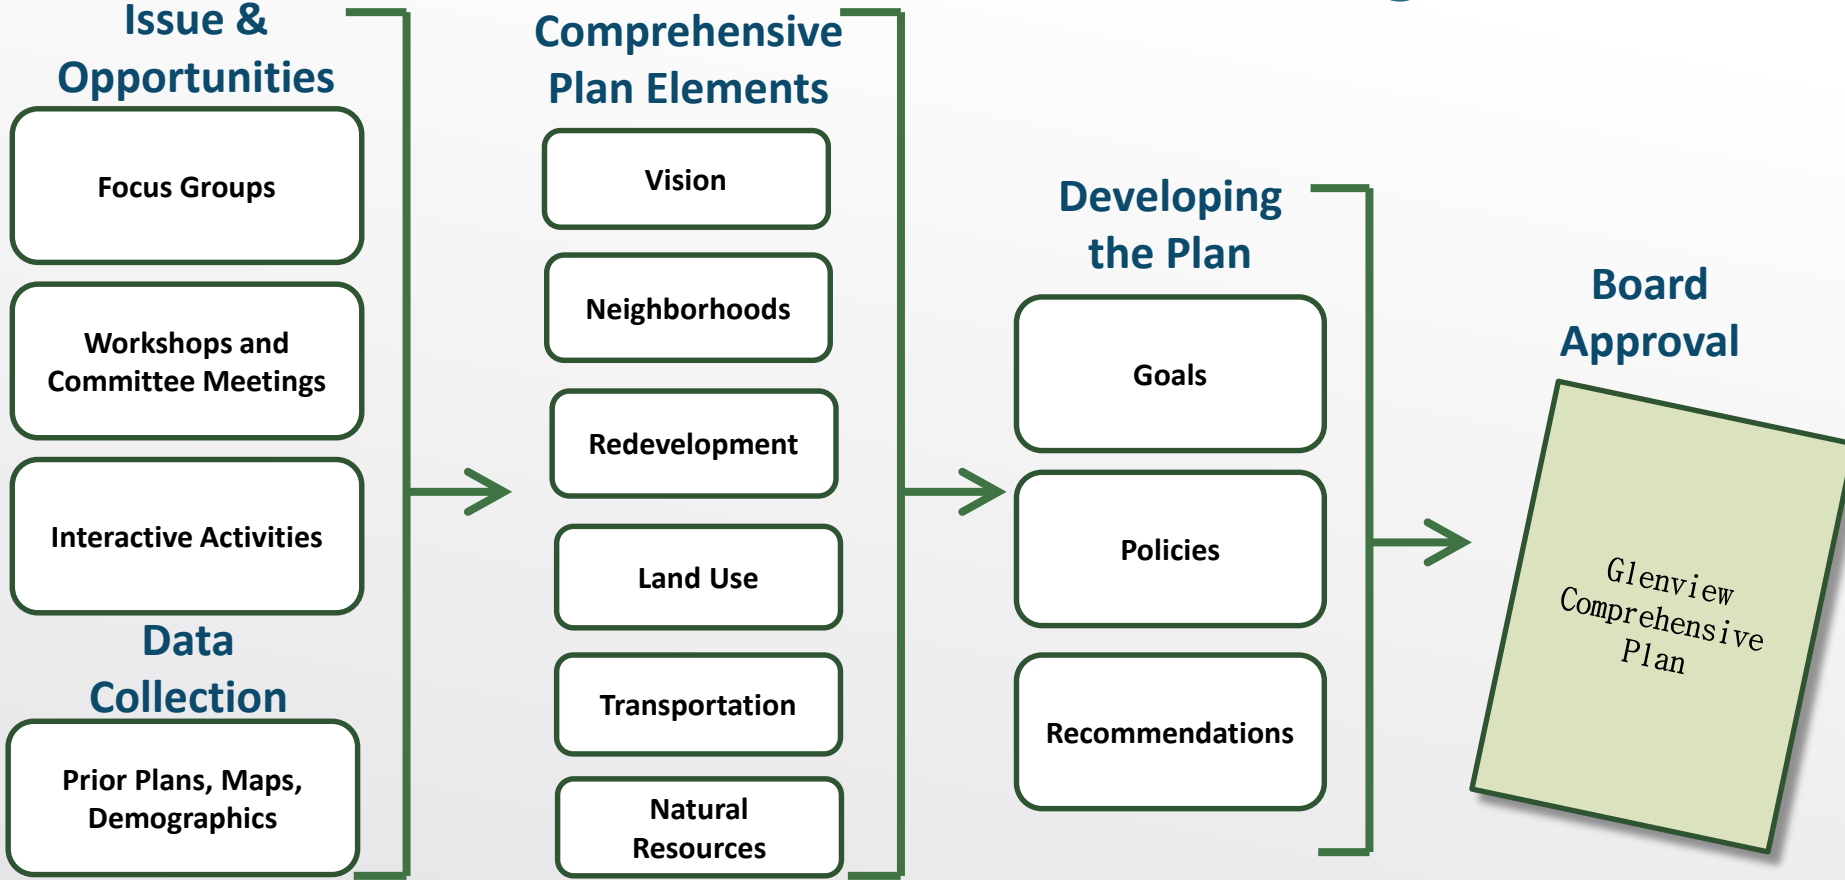 Issue &
Opportunities
Focus Groups
Workshops and
Committee Meetings
Interactive Activities
Data
Collection
Prior Plans, Maps,
Demographics
Comprehensive
Plan Elements
Vision
Neighborhoods
Redevelopment
Land Use
Transportation
Natural
Resources
Developing
the Plan
Goals
Policies
Recommendations
Board
Approval
Glenview
Comprehensive
Plan